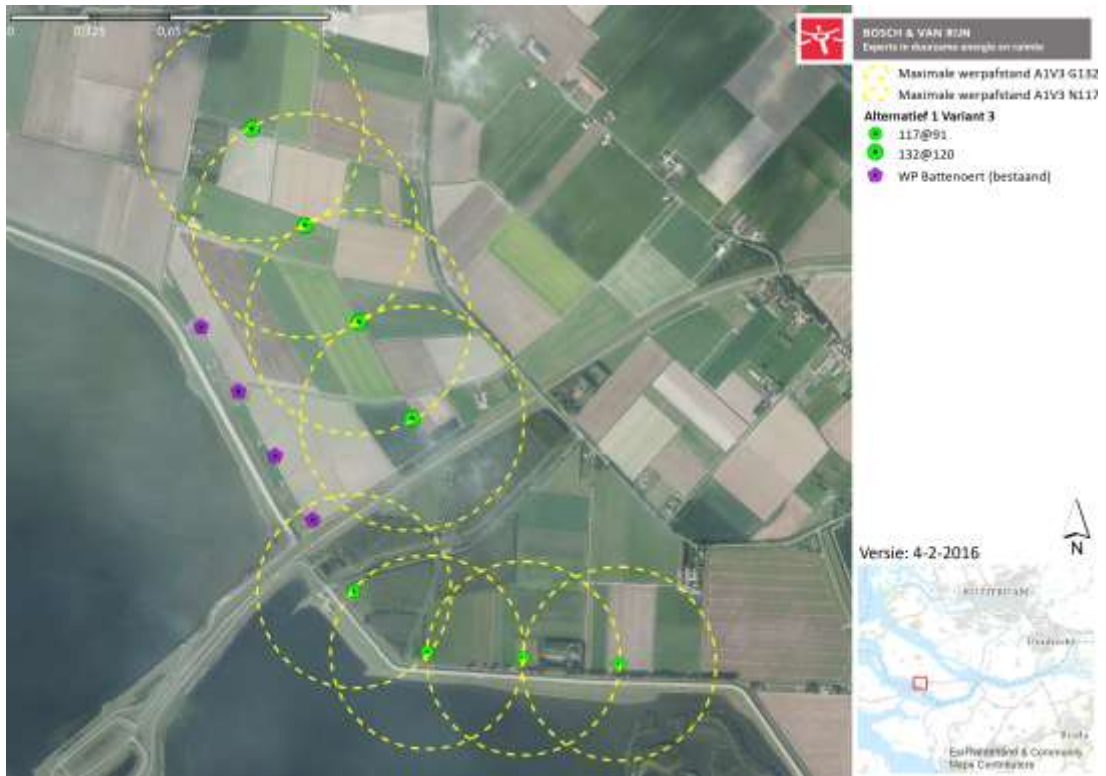 0 0,325 0,65
BOSCH & VAN RIJN
Experts in duurzame energie en ruimte
Maximale werpafstand A1V3 G132
Maximale werpafstand A1V3 N117
Alternatief 1 Variant 3
117@91
132@120
WP Battenoert (bestaand)
N
Versie: 4-2-2016
ROTTERDAM
Dordrecht
Breda
Esri Nederland & Community
Maps Contributors